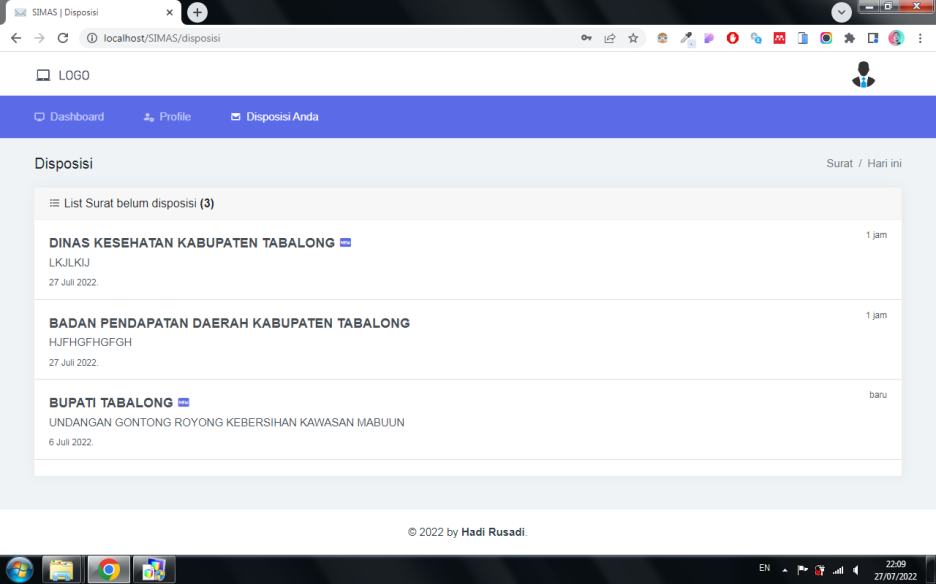 SIMAS | Disposisi
localhost/SIMAS/disposisi
LOGO
Dashboard
Profile
Disposisi Anda
Disposisi
Surat / Hari ini
List Surat belum disposisi (3)
DINAS KESEHATAN KABUPATEN TABALONG
1 jam
LKJLKIJ
27 Juli 2022.
BADAN PENDAPATAN DAERAH KABUPATEN TABALONG
1 jam
HJFHGFHGFGH
27 Juli 2022.
BUPATI TABALONG
baru
UNDANGAN GONTONG ROYONG KEBERSIHAN KAWASAN MABUUN
6 Juli 2022.
© 2022 by Hadi Rusadi.
EN
22:09
27/07/2022